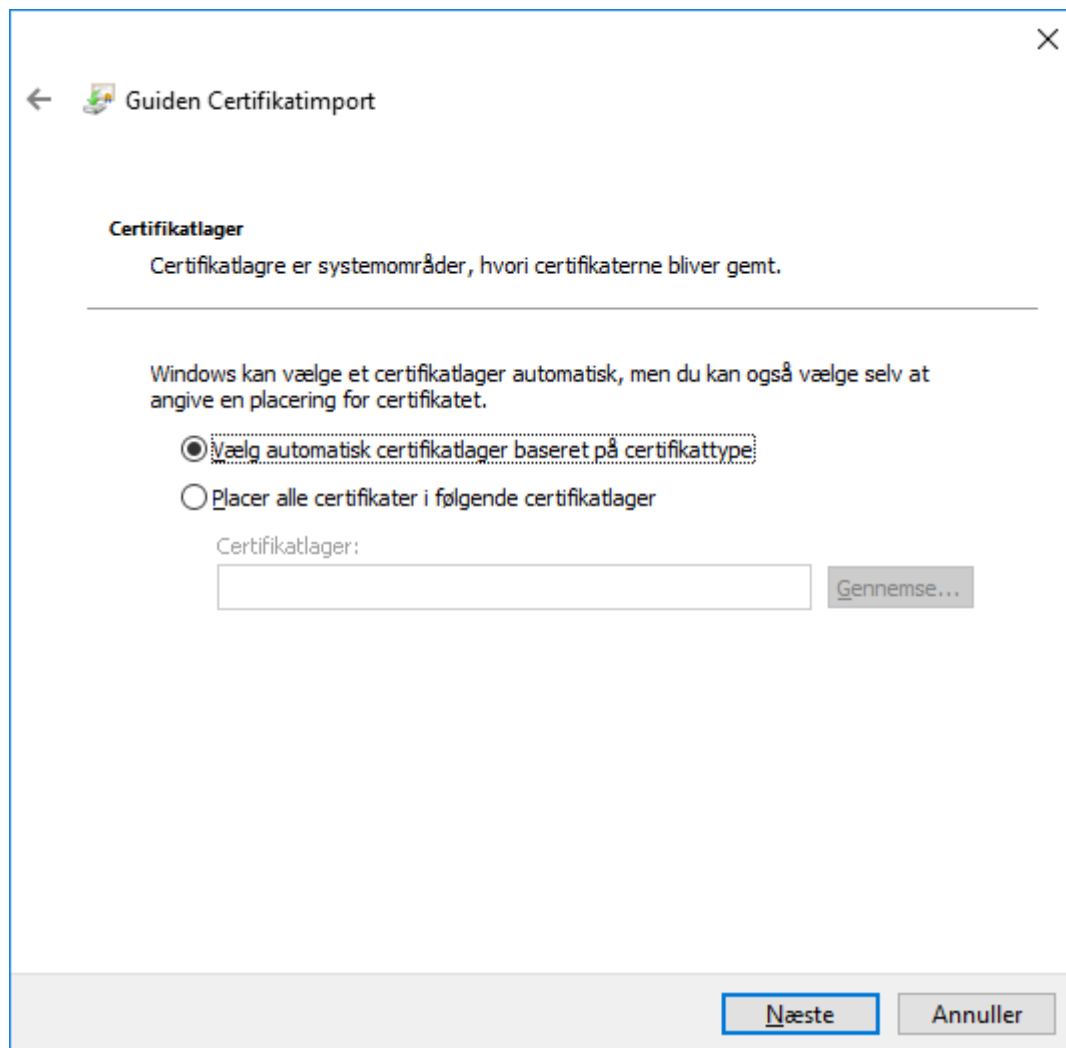 Guiden Certifikatimport
Certifikatlager
Certifikatlagre er systemområder, hvori certifikaterne bliver gemt.
Windows kan vælge et certifikatlager automatisk, men du kan også vælge selv at
angive en placering for certifikatet.
Vælg automatisk certifikatlager baseret på certifikattype
Placer alle certifikater i følgende certifikatlager
Certifikatlager:
Gennemse...
Næste
Annuller